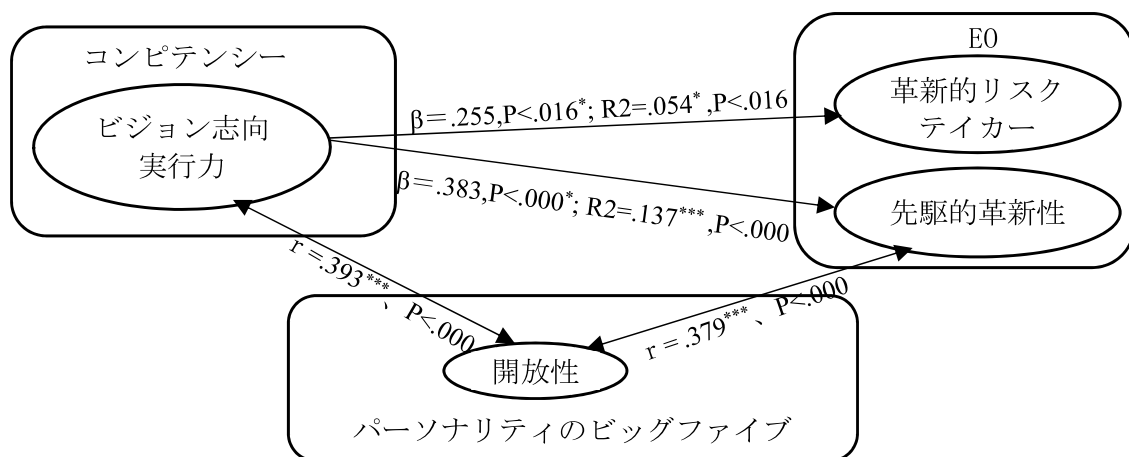 コンピテンシー
ビジョン志向
実行力
β＝.255,P<.016*; R2=.054*,P<.016
β＝.383,P<.000*; R2=.137***,P<.000
EO
革新的リスク
テイカー
先駆的革新性
r =.393***、P<.000
r =.379***、P<.000
開放性
パーソナリティのビッグファイブ